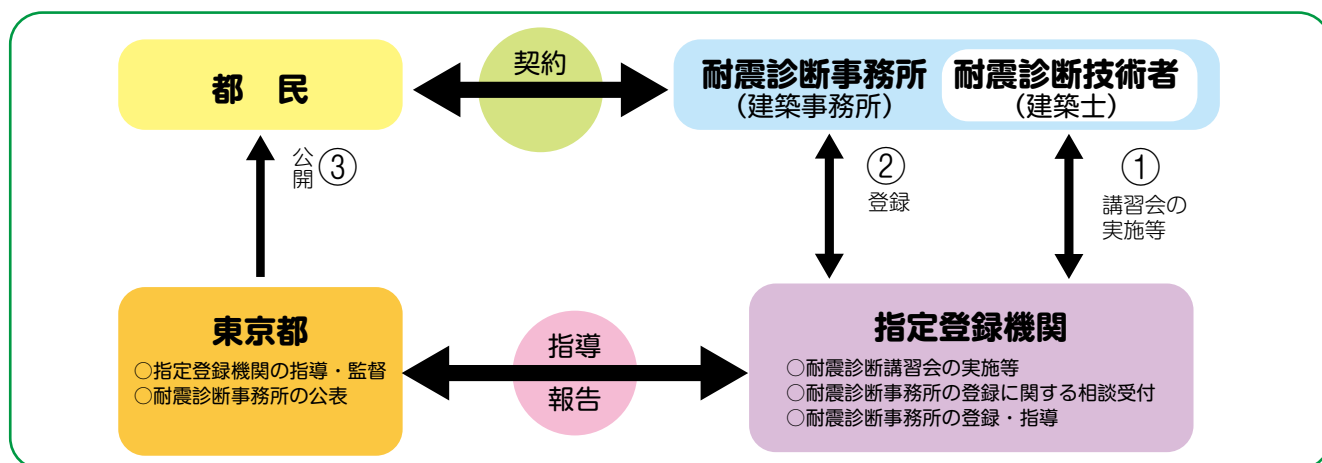 都　民
契約
耐震診断事務所
（建築事務所）
耐震診断技術者
（建築士）
公開
③
②
登録
①
講習会の
実施等
東京都
○指定登録機関の指導・監督
○耐震診断事務所の公表
指導
報告
指定登録機関
○耐震診断講習会の実施等
○耐震診断事務所の登録に関する相談受付
○耐震診断事務所の登録・指導